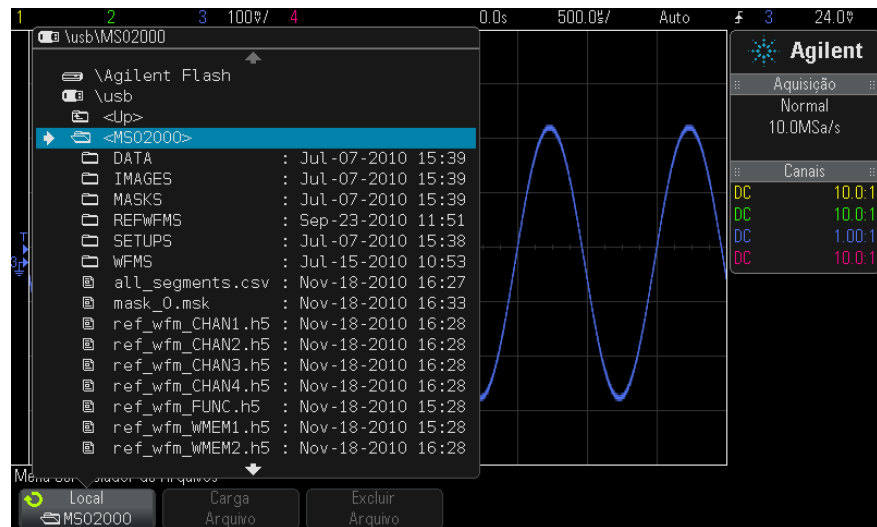 1 2 3 100▽/ 4 0.0s 500.0▽/ Auto 3 24.0▽
\usb\MSO2000
\Agilent Flash
\usb
<Up>
<MSO2000>
DATA : Jul-07-2010 15:39
IMAGES : Jul-07-2010 15:39
MASKS : Jul-07-2010 15:39
REFWFMS : Sep-23-2010 11:51
SETUPS : Jul-07-2010 15:38
WFMS : Jul-15-2010 10:53
all_segments.csv : Nov-18-2010 16:27
mask_0.msk : Nov-18-2010 16:33
ref_wfm_CHAN1.h5 : Nov-18-2010 16:28
ref_wfm_CHAN2.h5 : Nov-18-2010 16:28
ref_wfm_CHAN3.h5 : Nov-18-2010 16:28
ref_wfm_CHAN4.h5 : Nov-18-2010 16:28
ref_wfm_FUNC.h5 : Nov-18-2010 15:28
ref_wfm_WMEM1.h5 : Nov-18-2010 15:28
ref_wfm_WMEM2.h5 : Nov-18-2010 16:28
T
3
Agilent
Aquisição
Normal
10.0MSa/s
Canais
DC 10.0:1
DC 10.0:1
DC 1.00:1
DC 10.0:1
Local
MSO2000
Carga
Arquivo
Excluir
Arquivo